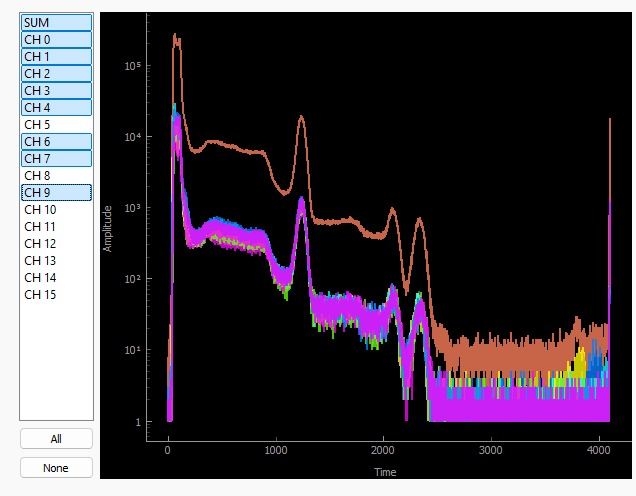 SUM
CH 0
CH 1
CH 2
CH 3
CH 4
CH 5
CH 6
CH 7
CH 8
CH 9
CH 10
CH 11
CH 12
CH 13
CH 14
CH 15
All
None
Amplitude
10⁵
10⁴
10³
10²
10¹
1
0
1000
2000
3000
4000
Time